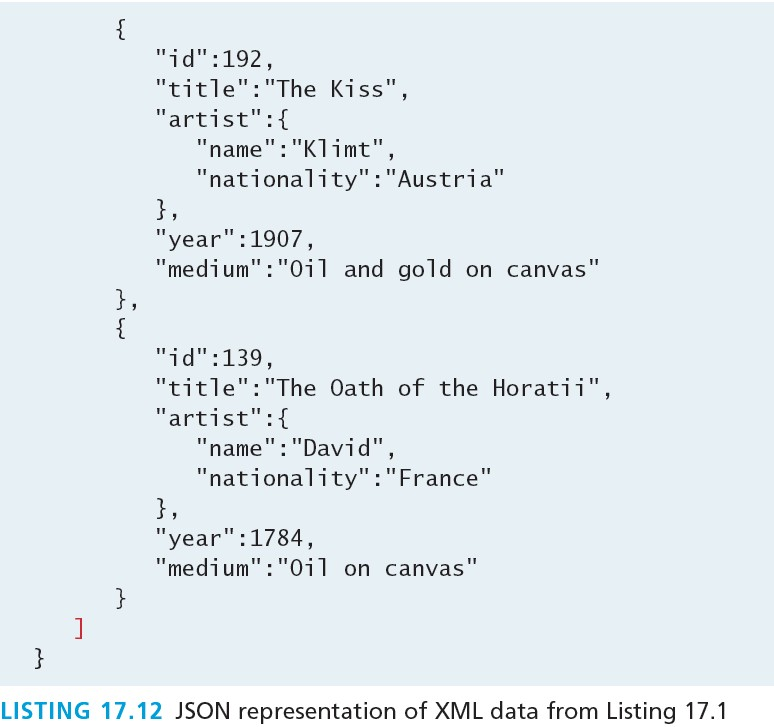 {
"id":192,
"title":"The Kiss",
"artist":{
"name":"Klimt",
"nationality":"Austria"
},
"year":1907,
"medium":"Oil and gold on canvas"
},
{
"id":139,
"title":"The Oath of the Horatii",
"artist":{
"name":"David",
"nationality":"France"
},
"year":1784,
"medium":"Oil on canvas"
}
]
}
LISTING 17.12 JSON representation of XML data from Listing 17.1